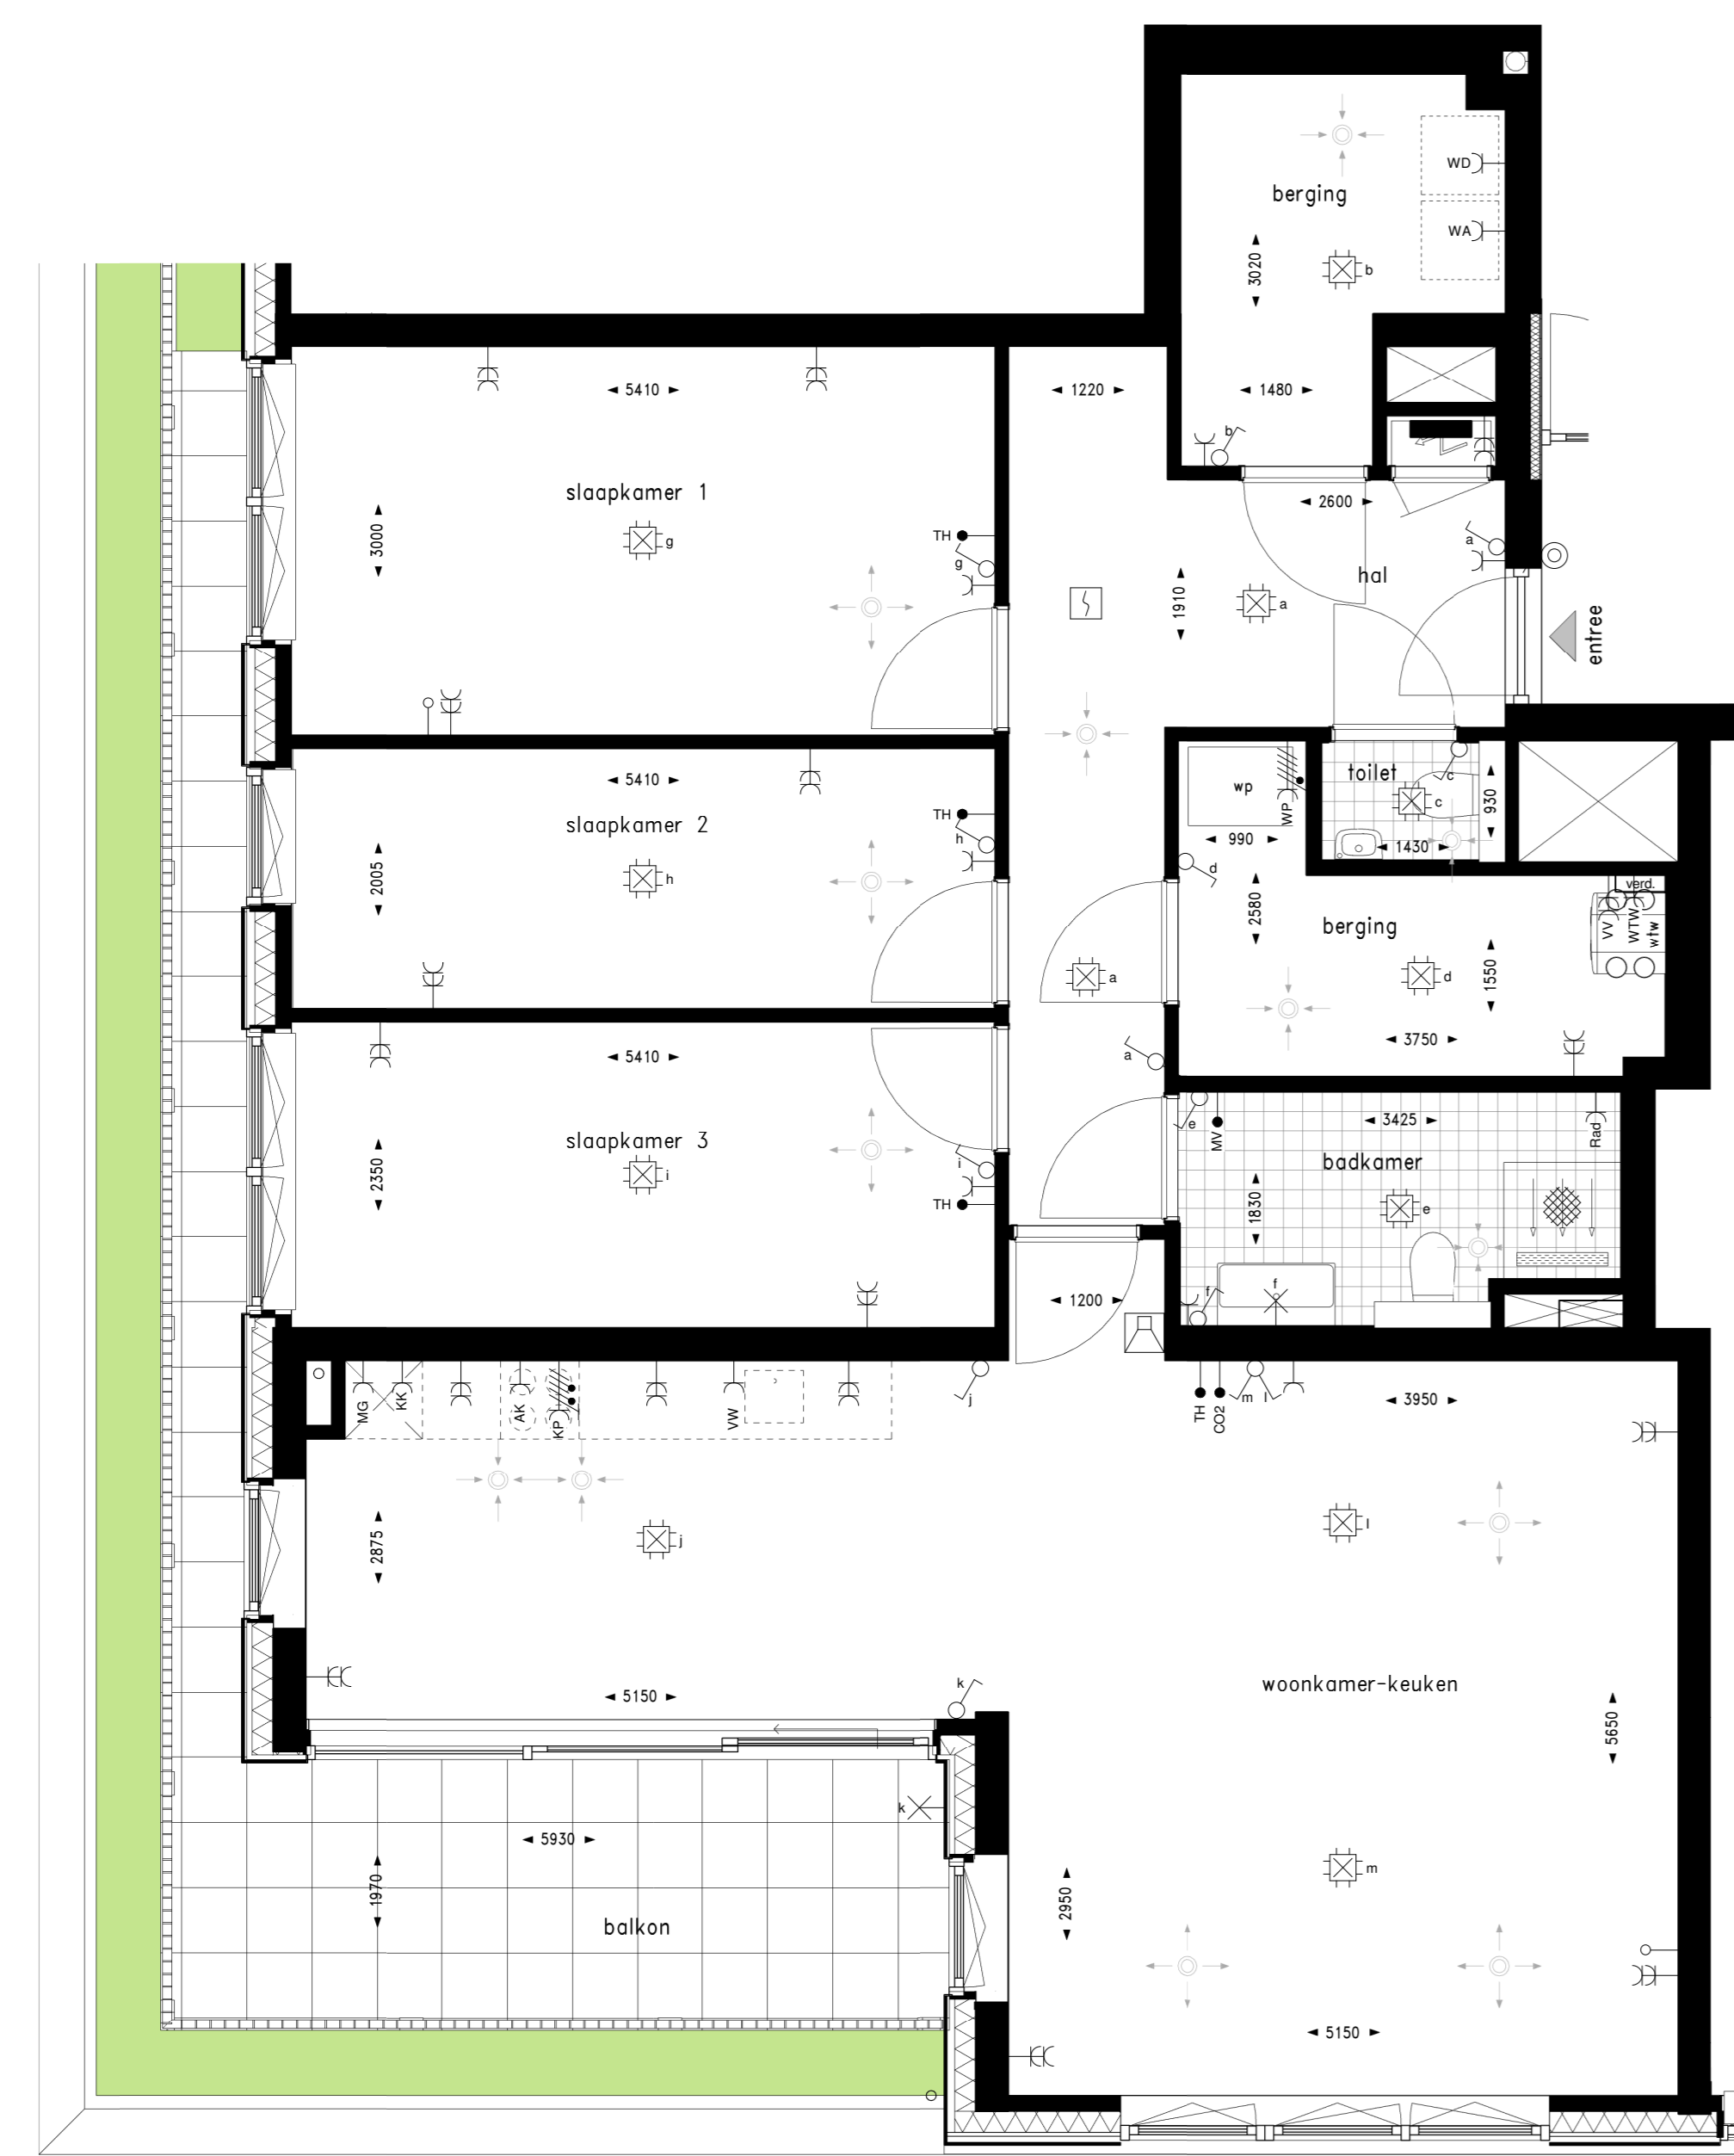 WD
berging
WA
3020
b
5410
1220
1480
b
slaapkamer 1
2600
3000
TH
g
g
a
hal
1910
a
entree
5410
slaapkamer 2
TH
h
2005
h
wp
WP
toilet
c
c
930
990
1430
d
2580
berging
verd.
VV
WTW
wtw
1550
d
a
3750
5410
a
slaapkamer 3
i
i
2350
TH
e
MV
3425
Rad
badkamer
1830
e
1200
f
f
MG
KK
AK
KP
VW
j
TH
CO2
m
l
3950
2875
j
l
k
5150
woonkamer-keuken
5650
k
5930
1970
balkon
2950
m
5150